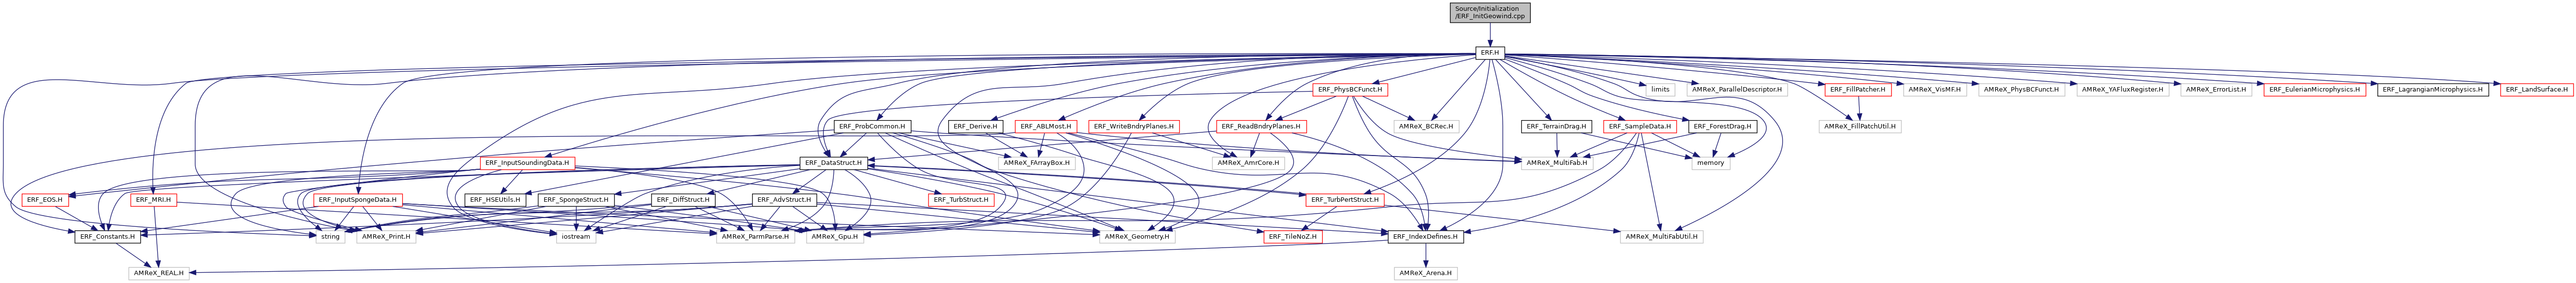 Source/Initialization
/ERF_InitGeowind.cpp
ERF.H
ERF_PhysBCFunct.H
limits
AMReX_ParallelDescriptor.H
ERF_FillPatcher.H
AMReX_VisMF.H
AMReX_PhysBCFunct.H
AMReX_YAFluxRegister.H
AMReX_ErrorList.H
ERF_EulerianMicrophysics.H
ERF_LagrangianMicrophysics.H
ERF_LandSurface.H
ERF_ProbCommon.H
ERF_Derive.H
ERF_ABLMost.H
ERF_WriteBndryPlanes.H
ERF_ReadBndryPlanes.H
AMReX_BCRec.H
ERF_TerrainDrag.H
ERF_SampleData.H
ERF_ForestDrag.H
AMReX_FillPatchUtil.H
ERF_InputSoundingData.H
ERF_DataStruct.H
AMReX_FArrayBox.H
AMReX_AmrCore.H
AMReX_MultiFab.H
memory
ERF_EOS.H
ERF_MRI.H
ERF_InputSpongeData.H
ERF_HSEUtils.H
ERF_SpongeStruct.H
ERF_DiffStruct.H
ERF_AdvStruct.H
ERF_TurbStruct.H
ERF_TurbPertStruct.H
ERF_Constants.H
string
AMReX_Print.H
iostream
AMReX_ParmParse.H
AMReX_Gpu.H
AMReX_Geometry.H
ERF_TileNoZ.H
ERF_IndexDefines.H
AMReX_MultiFabUtil.H
AMReX_REAL.H
AMReX_Arena.H